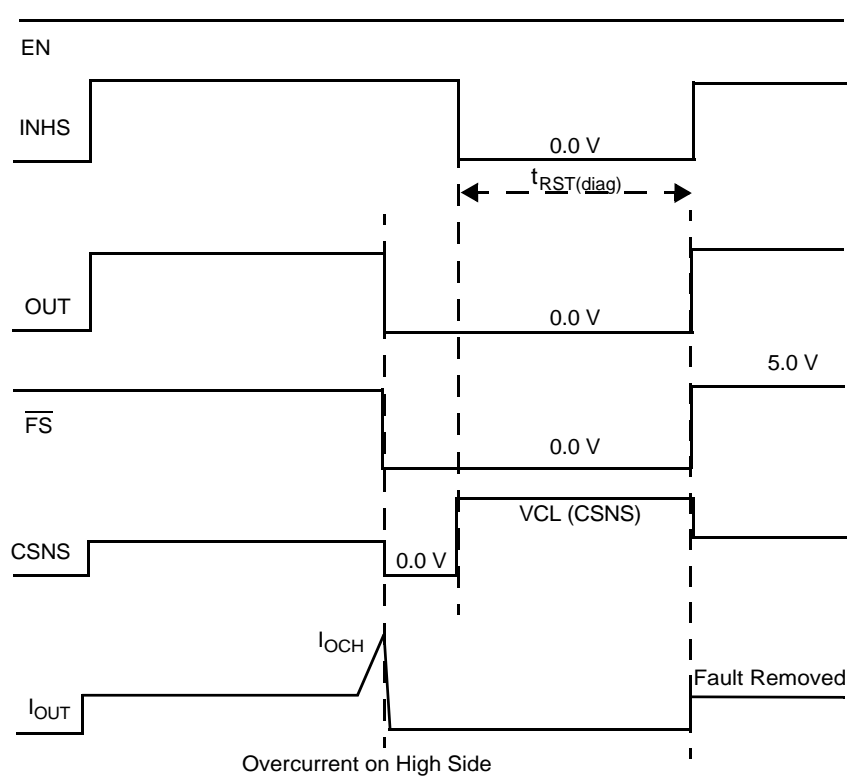 EN
INHS
0.0 V
tRST(diag)
OUT
0.0 V
5.0 V
FS
0.0 V
VCL (CSNS)
CSNS
0.0 V
IOCH
Fault Removed
IOUT
Overcurrent on High Side